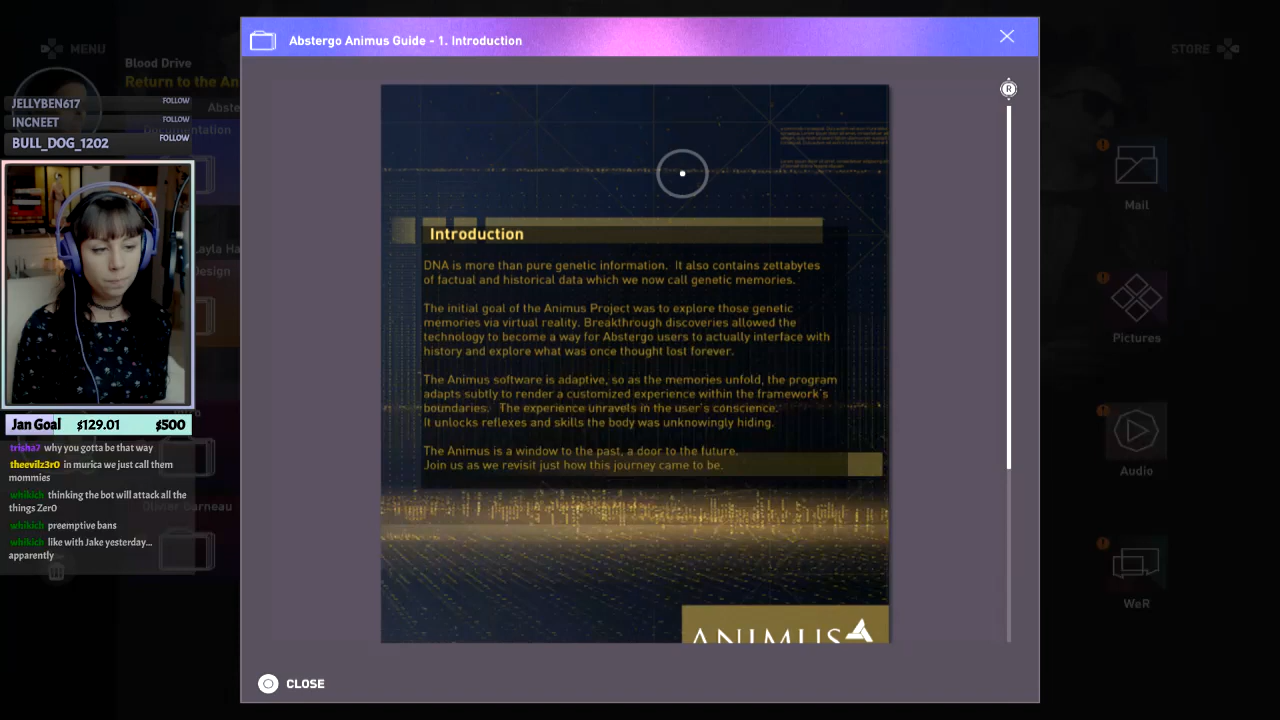 Abstergo Animus Guide - 1. Introduction
MENU
STORE
Blood Drive
Return to the An
Abste
JELLYBEN617 FOLLOW
INCNEET FOLLOW
BULL_DOG_1202 FOLLOW
Documentation
Layla Ha
Design
Introduction
DNA is more than pure genetic information. It also contains zettabytes
of factual and historical data which we now call genetic memories.
The initial goal of the Animus Project was to explore those genetic
memories via virtual reality. Breakthrough discoveries allowed the
technology to become a way for Abstergo users to actually interface with
history and explore what was once thought lost forever.
The Animus software is adaptive, so as the memories unfold, the program
adapts subtly to render a customized experience within the framework's
boundaries. The experience unravels in the user's conscience.
It unlocks reflexes and skills the body was unknowingly hiding.
The Animus is a window to the past, a door to the future.
Join us as we revisit just how this journey came to be.
ANIMUS
R
Mail
Pictures
Audio
WeR
Jan Goal $129.01 $500
trisha7 why you gotta be that way
theevilz3r0 in murica we just call them
mommies
whikich thinking the bot will attack all the
things Zer0
whikich preemptive bans
whikich like with Jake yesterday...
apparently
Olivier Garneau
CLOSE